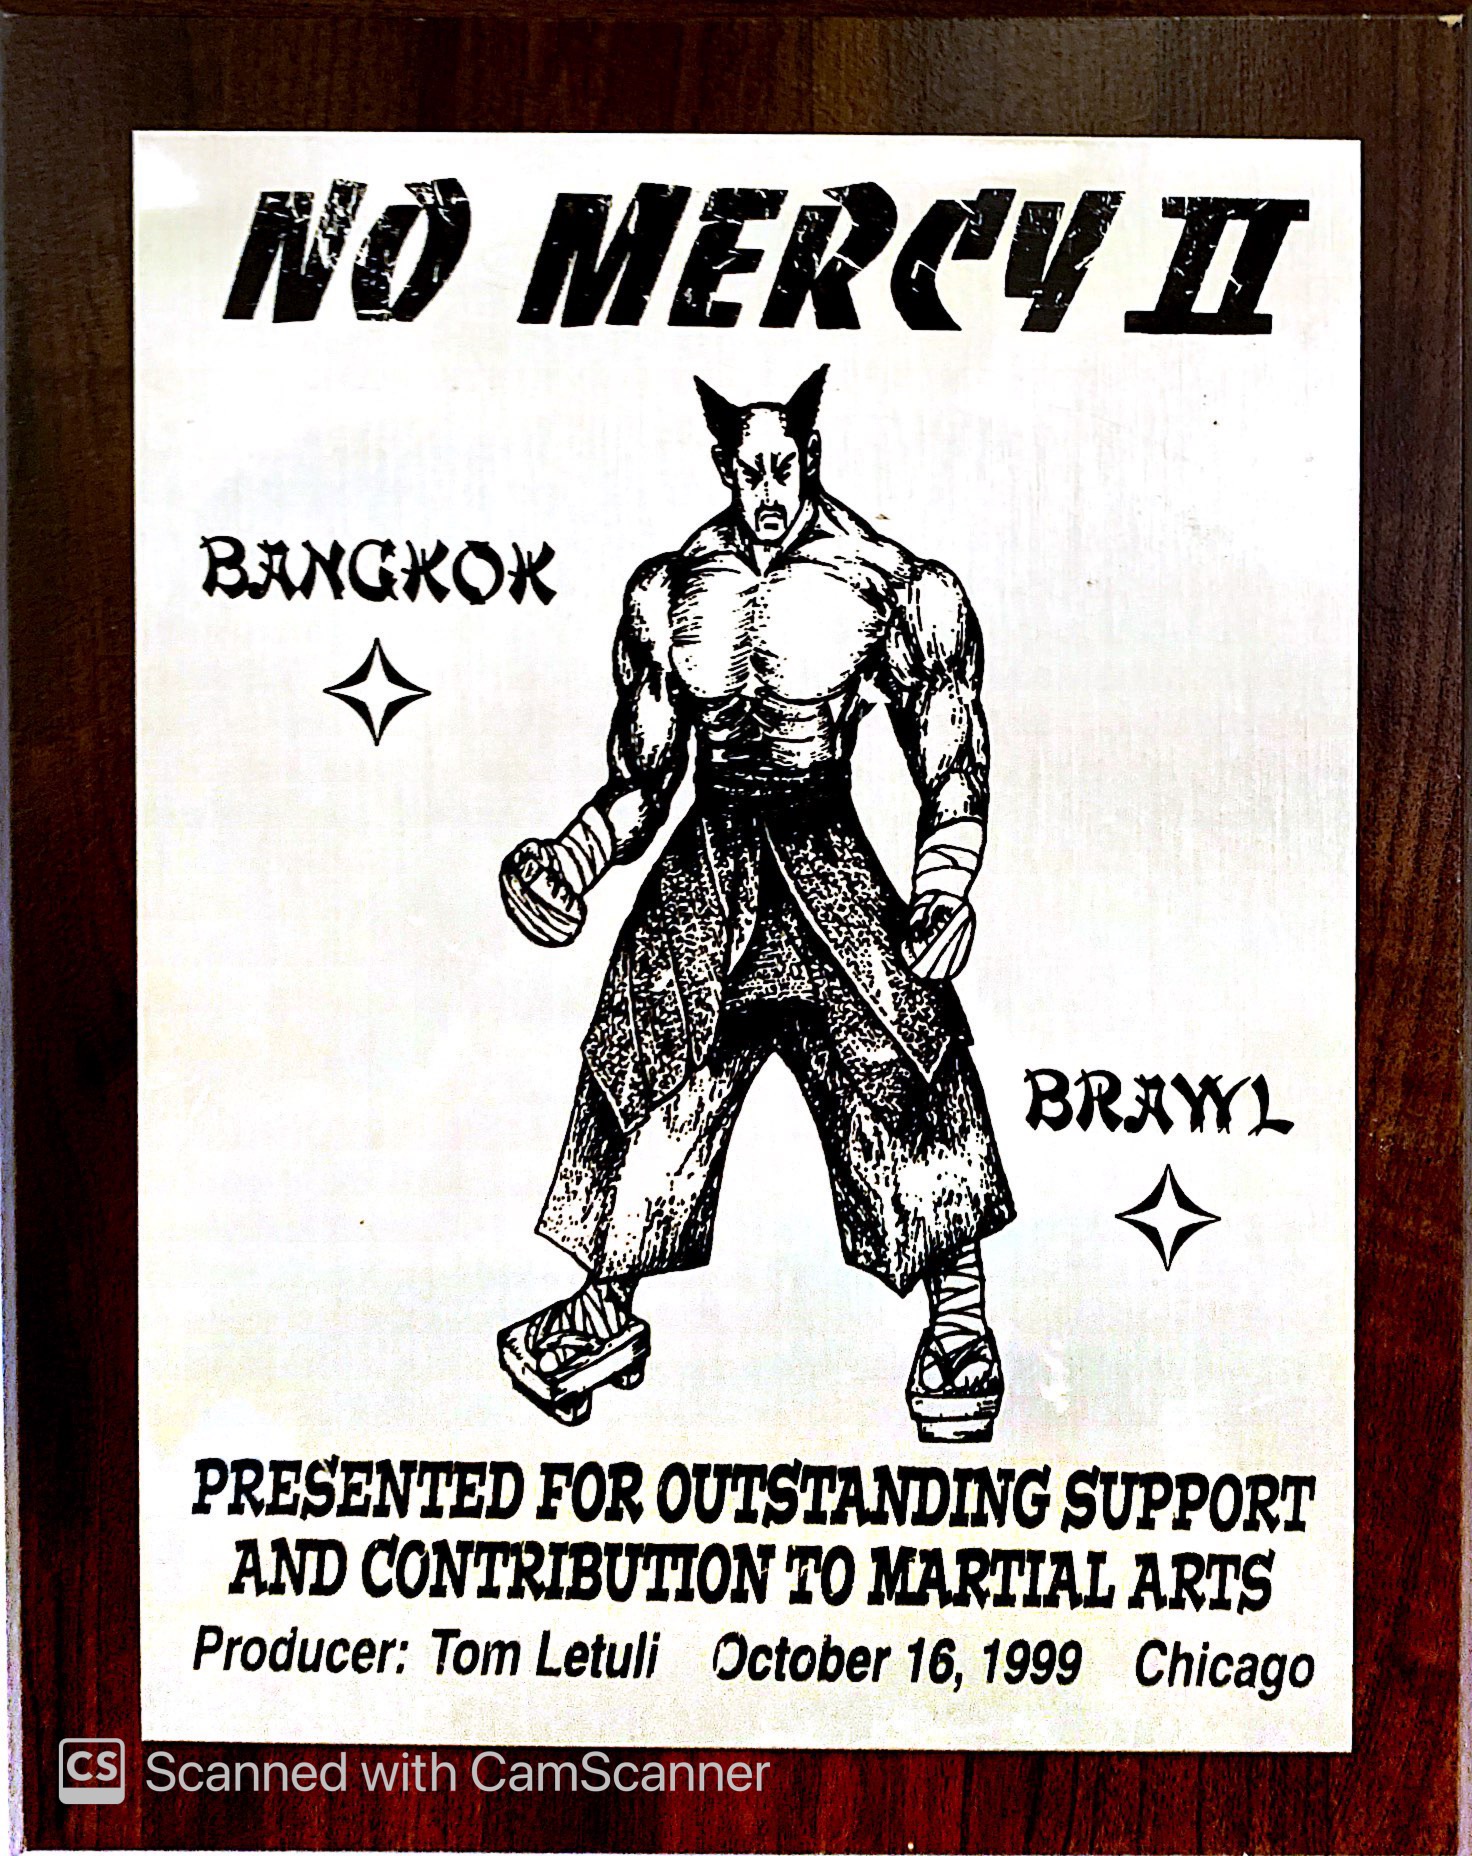 NO MERCY II
BANGKOK
BRAWL
PRESENTED FOR OUTSTANDING SUPPORT
AND CONTRIBUTION TO MARTIAL ARTS
Producer: Tom Letuli October 16, 1999 Chicago
CS Scanned with CamScanner